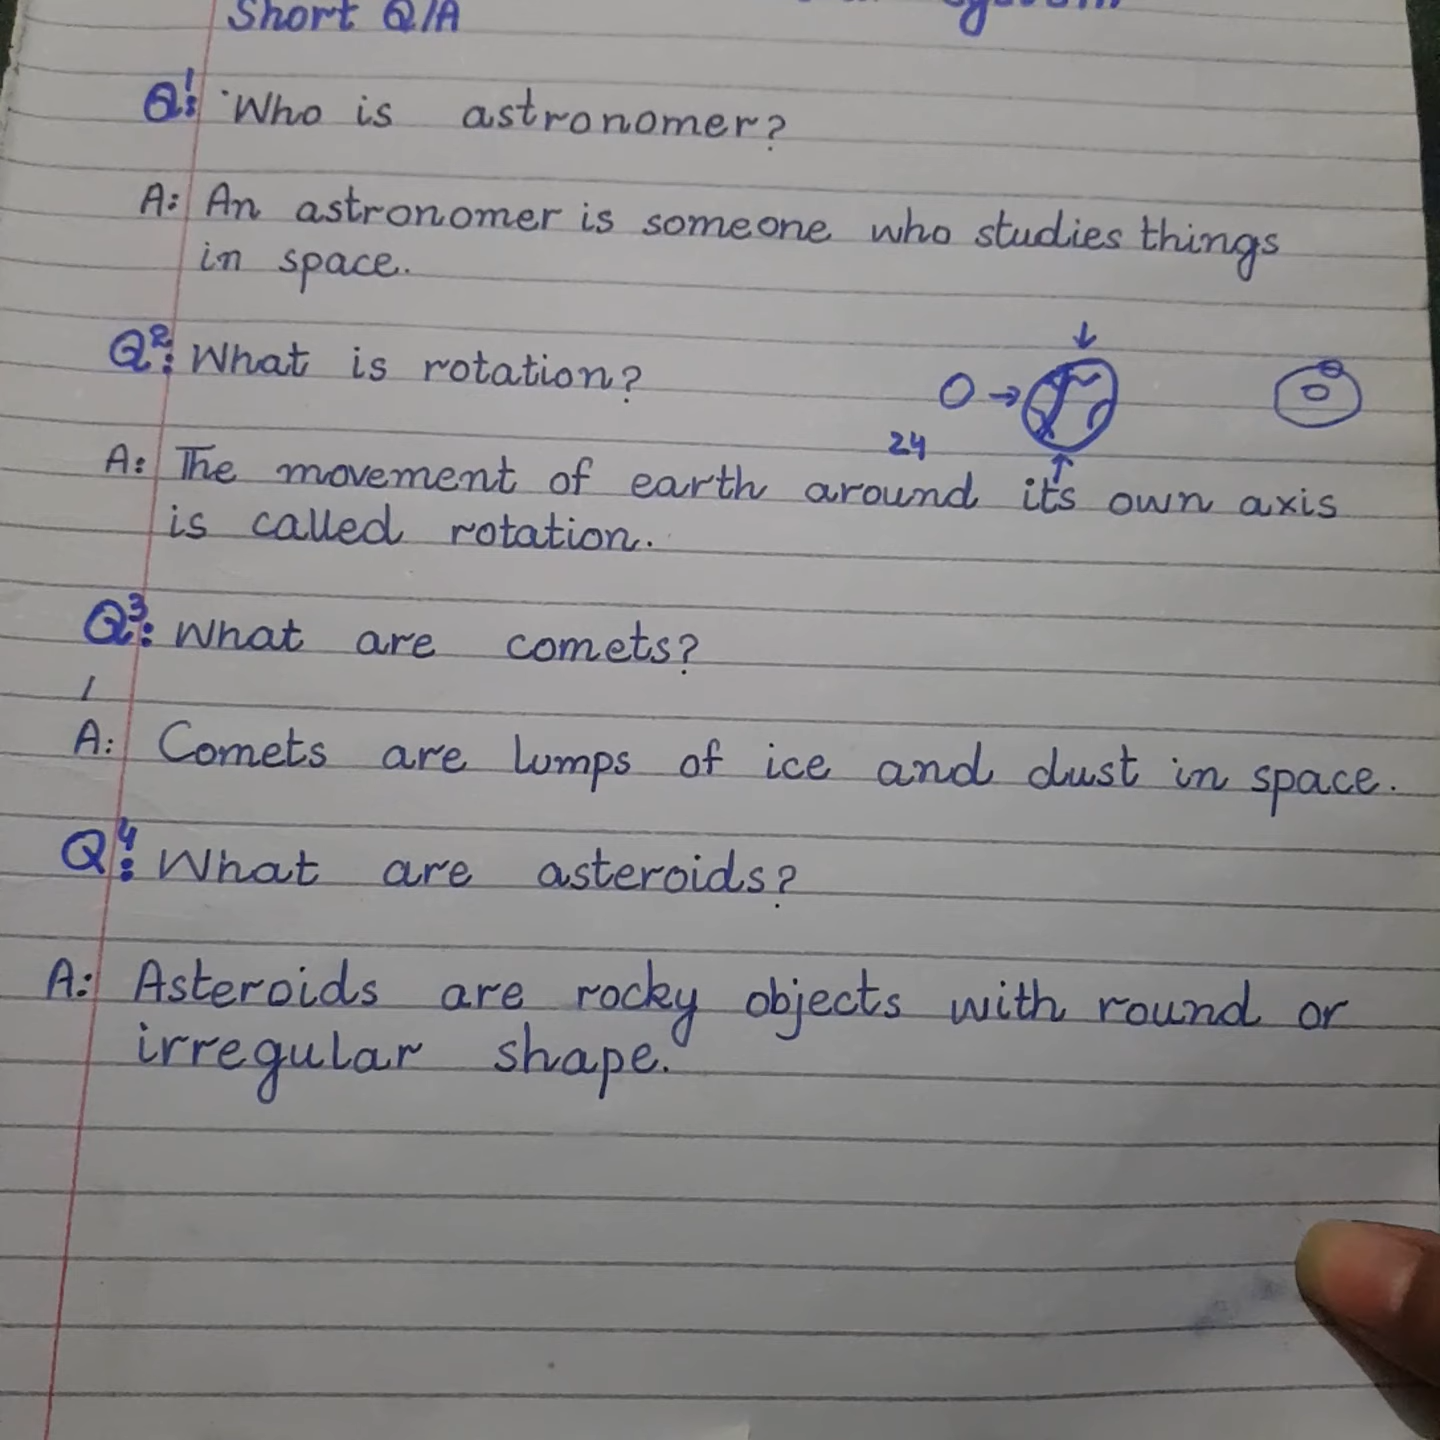 Short Q/A
Q1: Who is astronomer?
A: An astronomer is someone who studies things
in space.
Q2: What is rotation?
24
A: The movement of earth around its own axis
is called rotation.
Q3: What are comets?
A: Comets are lumps of ice and dust in space.
Q4: What are asteroids?
A: Asteroids are rocky objects with round or
irregular shape.